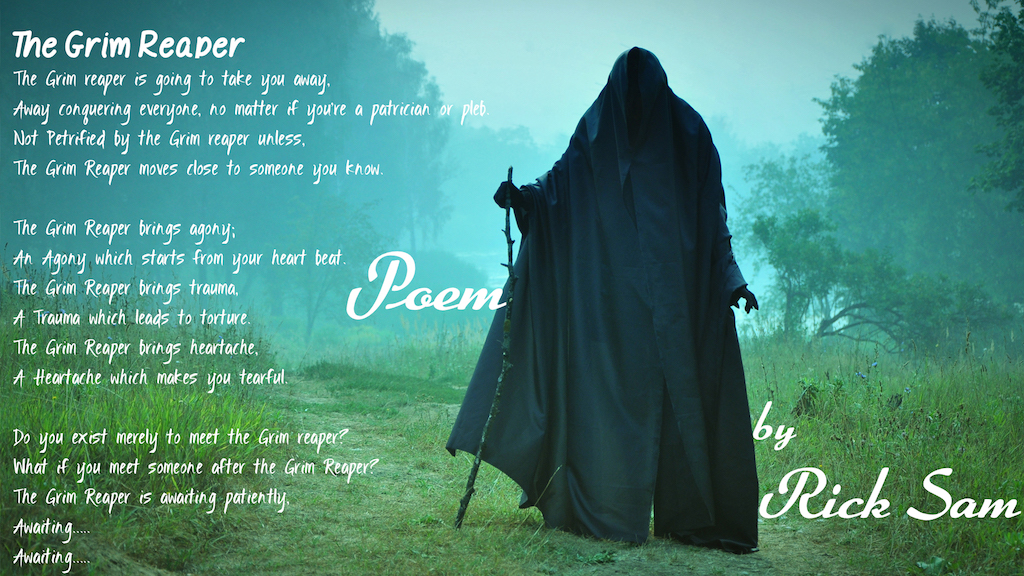 The Grim Reaper
The Grim reaper is going to take you away,
Away conquering everyone, no matter if you're a patrician or pleb.
Not Petrified by the Grim reaper unless,
The Grim Reaper moves close to someone you know.
The Grim Reaper brings agony;
An Agony which starts from your heart beat.
The Grim Reaper brings trauma,
A Trauma which leads to torture.
The Grim Reaper brings heartache,
A Heartache which makes you tearful.
Do you exist merely to meet the Grim reaper?
What if you meet someone after the Grim Reaper?
The Grim Reaper is awaiting patiently,
Awaiting.....
Awaiting.....
Poem
by
Rick Sam